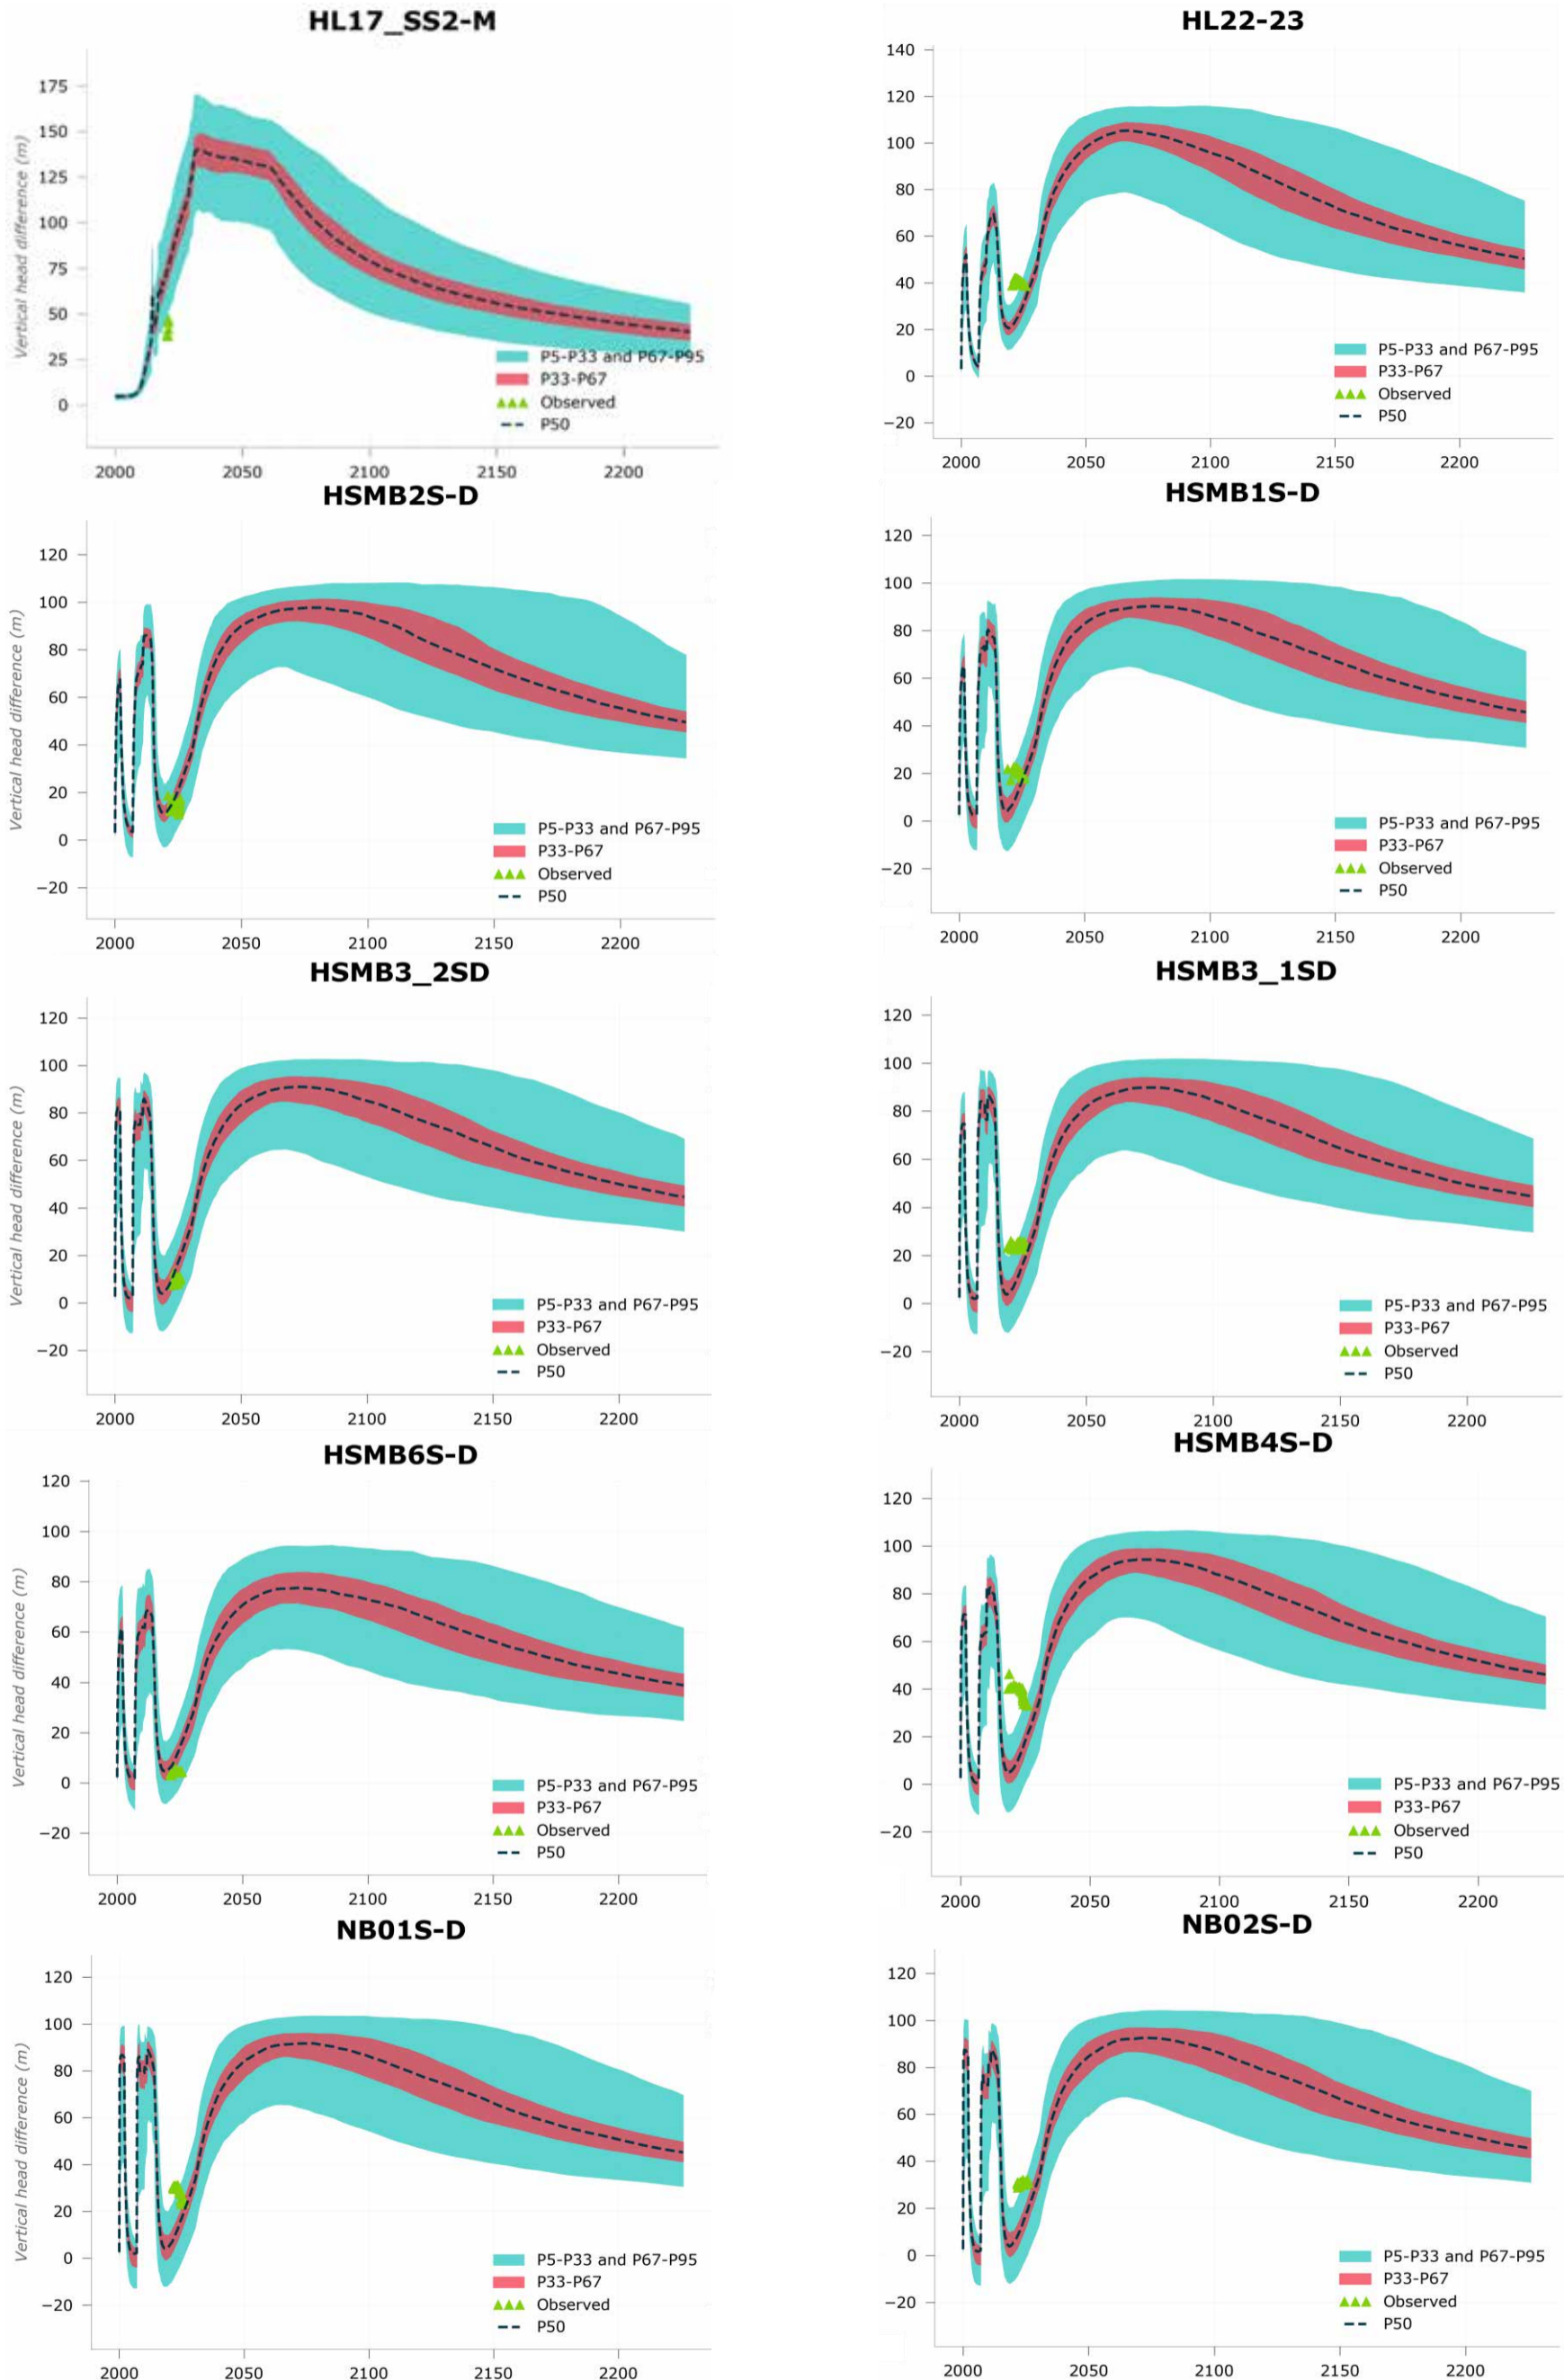 HL17_SS2-M
Vertical head difference (m)
175
150
125
100
75
50
25
0
2000
2050
2100
2150
2200
P5-P33 and P67-P95
P33-P67
Observed
P50
HL22-23
140
120
100
80
60
40
20
0
−20
2000
2050
2100
2150
2200
P5-P33 and P67-P95
P33-P67
Observed
P50
HSMB2S-D
Vertical head difference (m)
120
100
80
60
40
20
0
−20
2000
2050
2100
2150
2200
P5-P33 and P67-P95
P33-P67
Observed
P50
HSMB1S-D
120
100
80
60
40
20
0
−20
2000
2050
2100
2150
2200
P5-P33 and P67-P95
P33-P67
Observed
P50
HSMB3_2SD
Vertical head difference (m)
120
100
80
60
40
20
0
−20
2000
2050
2100
2150
2200
P5-P33 and P67-P95
P33-P67
Observed
P50
HSMB3_1SD
120
100
80
60
40
20
0
−20
2000
2050
2100
2150
2200
P5-P33 and P67-P95
P33-P67
Observed
P50
HSMB6S-D
Vertical head difference (m)
120
100
80
60
40
20
0
−20
2000
2050
2100
2150
2200
P5-P33 and P67-P95
P33-P67
Observed
P50
HSMB4S-D
120
100
80
60
40
20
0
−20
2000
2050
2100
2150
2200
P5-P33 and P67-P95
P33-P67
Observed
P50
NB01S-D
Vertical head difference (m)
120
100
80
60
40
20
0
−20
2000
2050
2100
2150
2200
P5-P33 and P67-P95
P33-P67
Observed
P50
NB02S-D
120
100
80
60
40
20
0
−20
2000
2050
2100
2150
2200
P5-P33 and P67-P95
P33-P67
Observed
P50